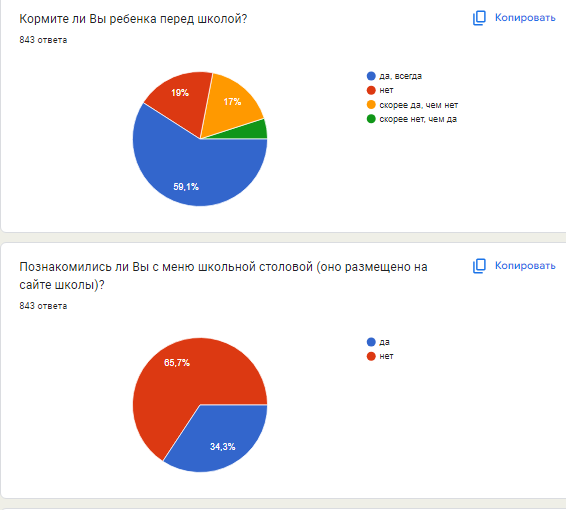 Кормите ли Вы ребенка перед школой?
Копировать
843 ответа
да, всегда
нет
скорее да, чем нет
скорее нет, чем да
19%
17%
59,1%
Познакомились ли Вы с меню школьной столовой (оно размещено на
сайте школы)?
Копировать
843 ответа
да
нет
65,7%
34,3%